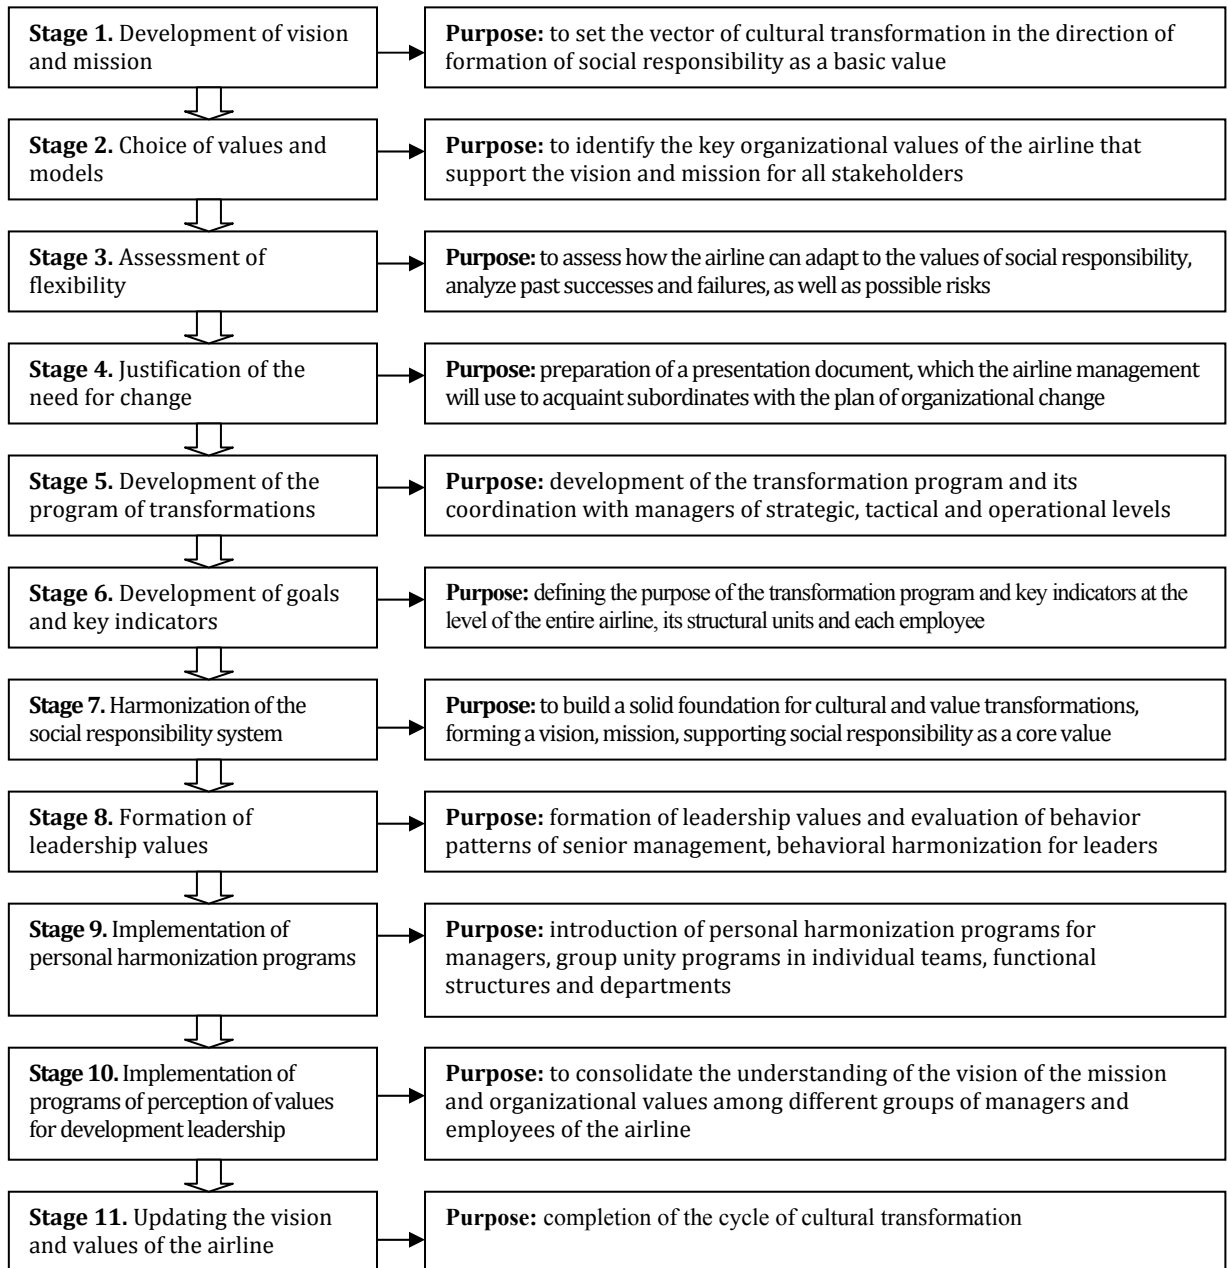 Stage 1. Development of vision
and mission
Purpose: to set the vector of cultural transformation in the direction of
formation of social responsibility as a basic value
Stage 2. Choice of values and
models
Purpose: to identify the key organizational values of the airline that
support the vision and mission for all stakeholders
Stage 3. Assessment of
flexibility
Purpose: to assess how the airline can adapt to the values of social responsibility,
analyze past successes and failures, as well as possible risks
Stage 4. Justification of the
need for change
Purpose: preparation of a presentation document, which the airline management
will use to acquaint subordinates with the plan of organizational change
Stage 5. Development of the
program of transformations
Purpose: development of the transformation program and its
coordination with managers of strategic, tactical and operational levels
Stage 6. Development of goals
and key indicators
Purpose: defining the purpose of the transformation program and key indicators at the
level of the entire airline, its structural units and each employee
Stage 7. Harmonization of the
social responsibility system
Purpose: to build a solid foundation for cultural and value transformations,
forming a vision, mission, supporting social responsibility as a core value
Stage 8. Formation of
leadership values
Purpose: formation of leadership values and evaluation of behavior
patterns of senior management, behavioral harmonization for leaders
Stage 9. Implementation of
personal harmonization programs
Purpose: introduction of personal harmonization programs for
managers, group unity programs in individual teams, functional
structures and departments
Stage 10. Implementation of
programs of perception of values
for development leadership
Purpose: to consolidate the understanding of the vision of the mission
and organizational values among different groups of managers and
employees of the airline
Stage 11. Updating the vision
and values of the airline
Purpose: completion of the cycle of cultural transformation